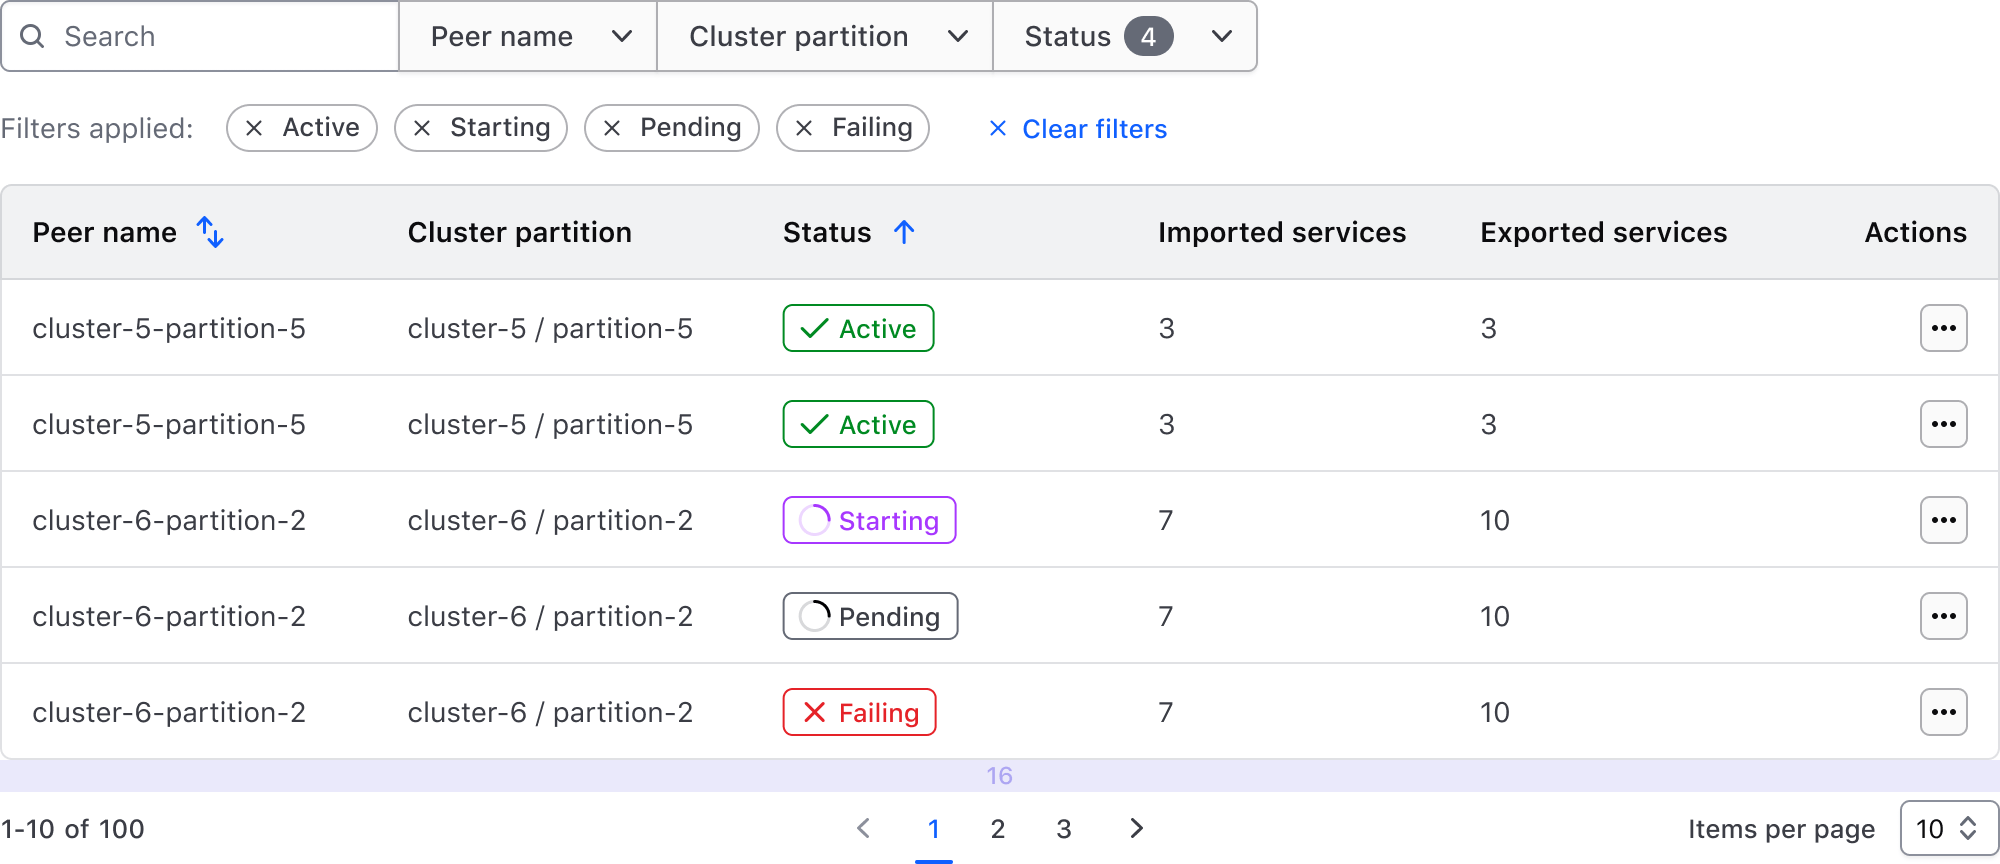 Search Peer name Cluster partition Status 4
Filters applied: Active Starting Pending Failing Clear filters
Peer name Cluster partition Status Imported services Exported services Actions
cluster-5-partition-5 cluster-5 / partition-5 Active 3 3
cluster-5-partition-5 cluster-5 / partition-5 Active 3 3
cluster-6-partition-2 cluster-6 / partition-2 Starting 7 10
cluster-6-partition-2 cluster-6 / partition-2 Pending 7 10
cluster-6-partition-2 cluster-6 / partition-2 Failing 7 10
16
1-10 of 100 1 2 3 Items per page 10